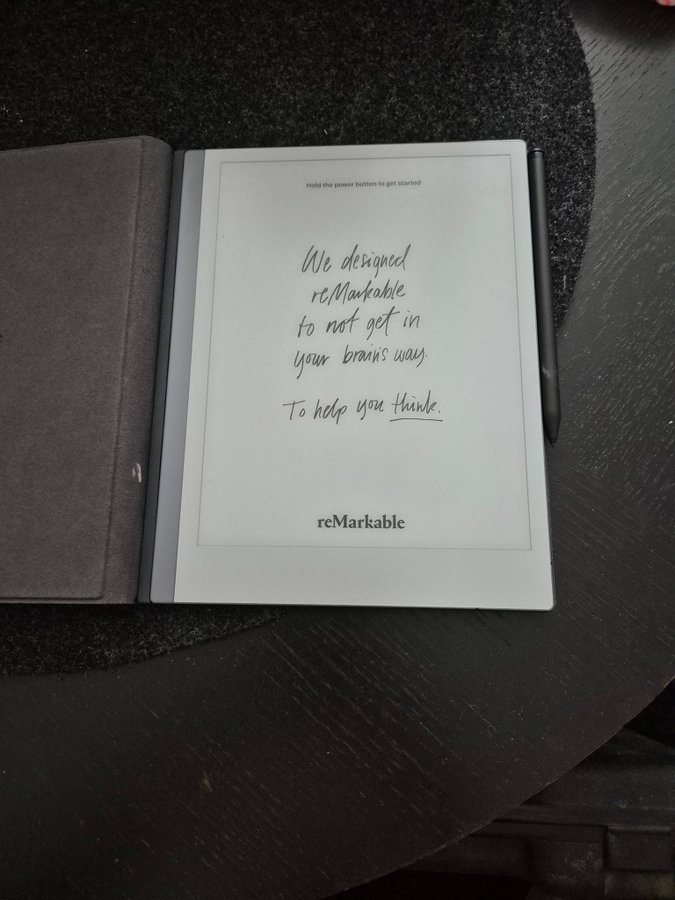 Hold the power button to get started
We designed
reMarkable
to not get in
your brain's way.
To help you think.
reMarkable